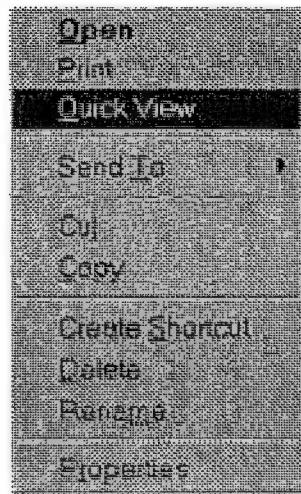 Open
Print
Quick View
Send To
Cut
Copy
Create Shortcut
Delete
Rename
Properties